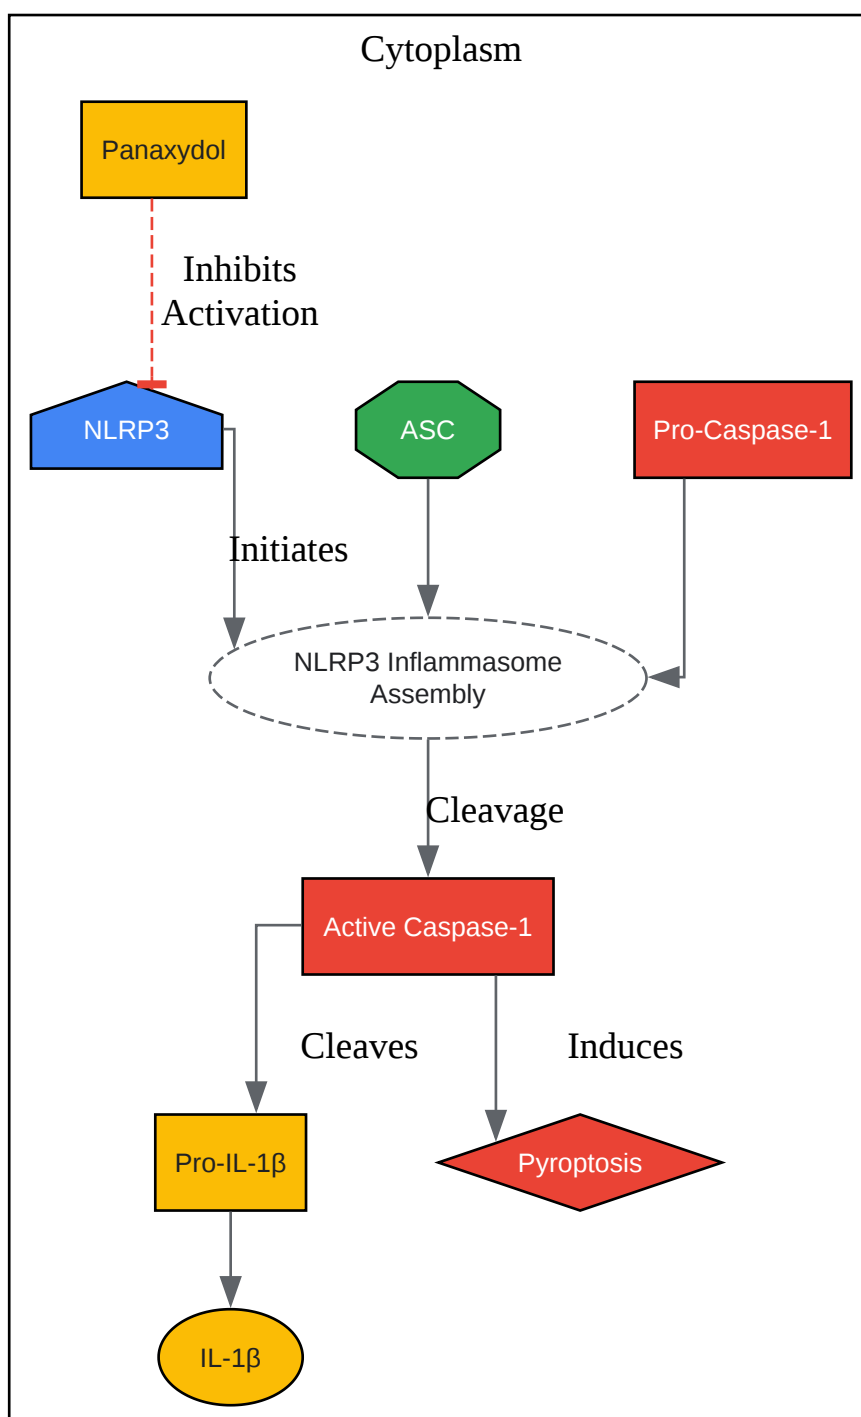 Cytoplasm
Panaxydol
Inhibits
Activation
NLRP3
ASC
Pro-Caspase-1
Initiates
NLRP3 Inflammasome
Assembly
Cleavage
Active Caspase-1
Cleaves
Induces
Pro-IL-1β
Pyroptosis
IL-1β